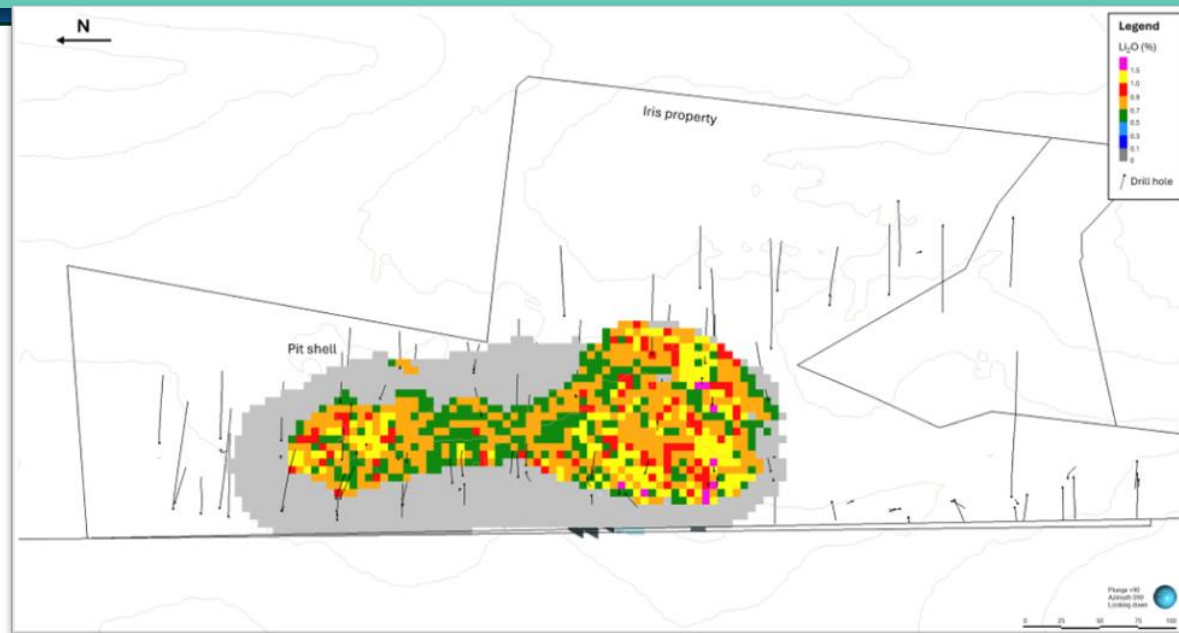 N
Legend
Li₂O (%)
1.5
1.0
0.9
0.7
0.5
0.3
0.1
0
Drill hole
Iris property
Pit shell
Plunge +90
Azimuth 090
Looking down
0 25 50 75 100